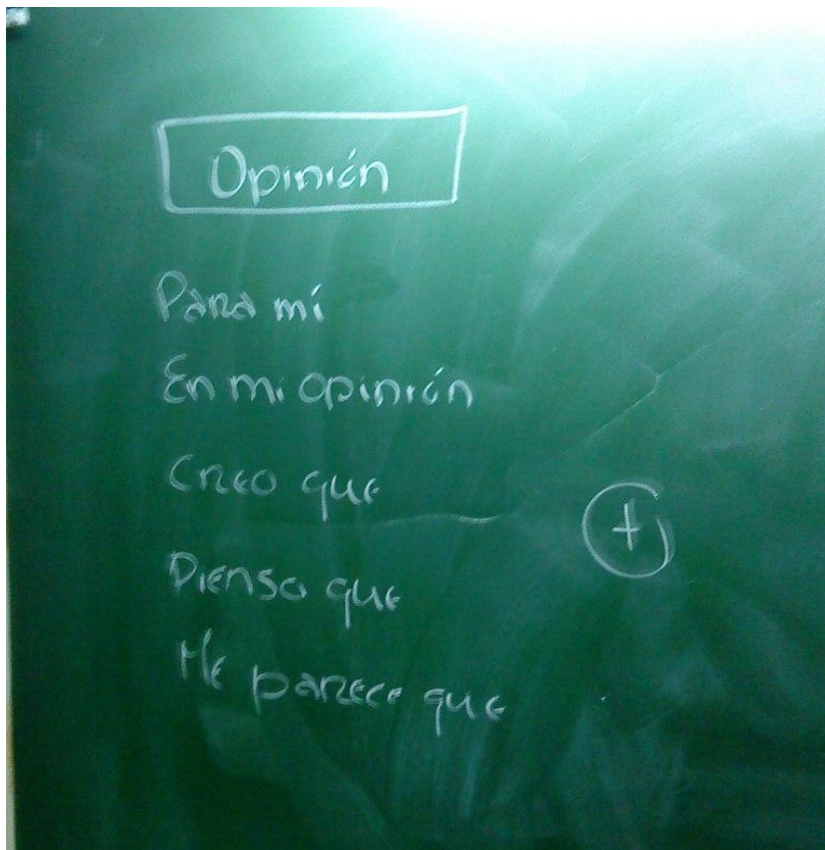 Opinión
Para mí
En mi opinión
Creo que
+
Pienso que
Me parece que